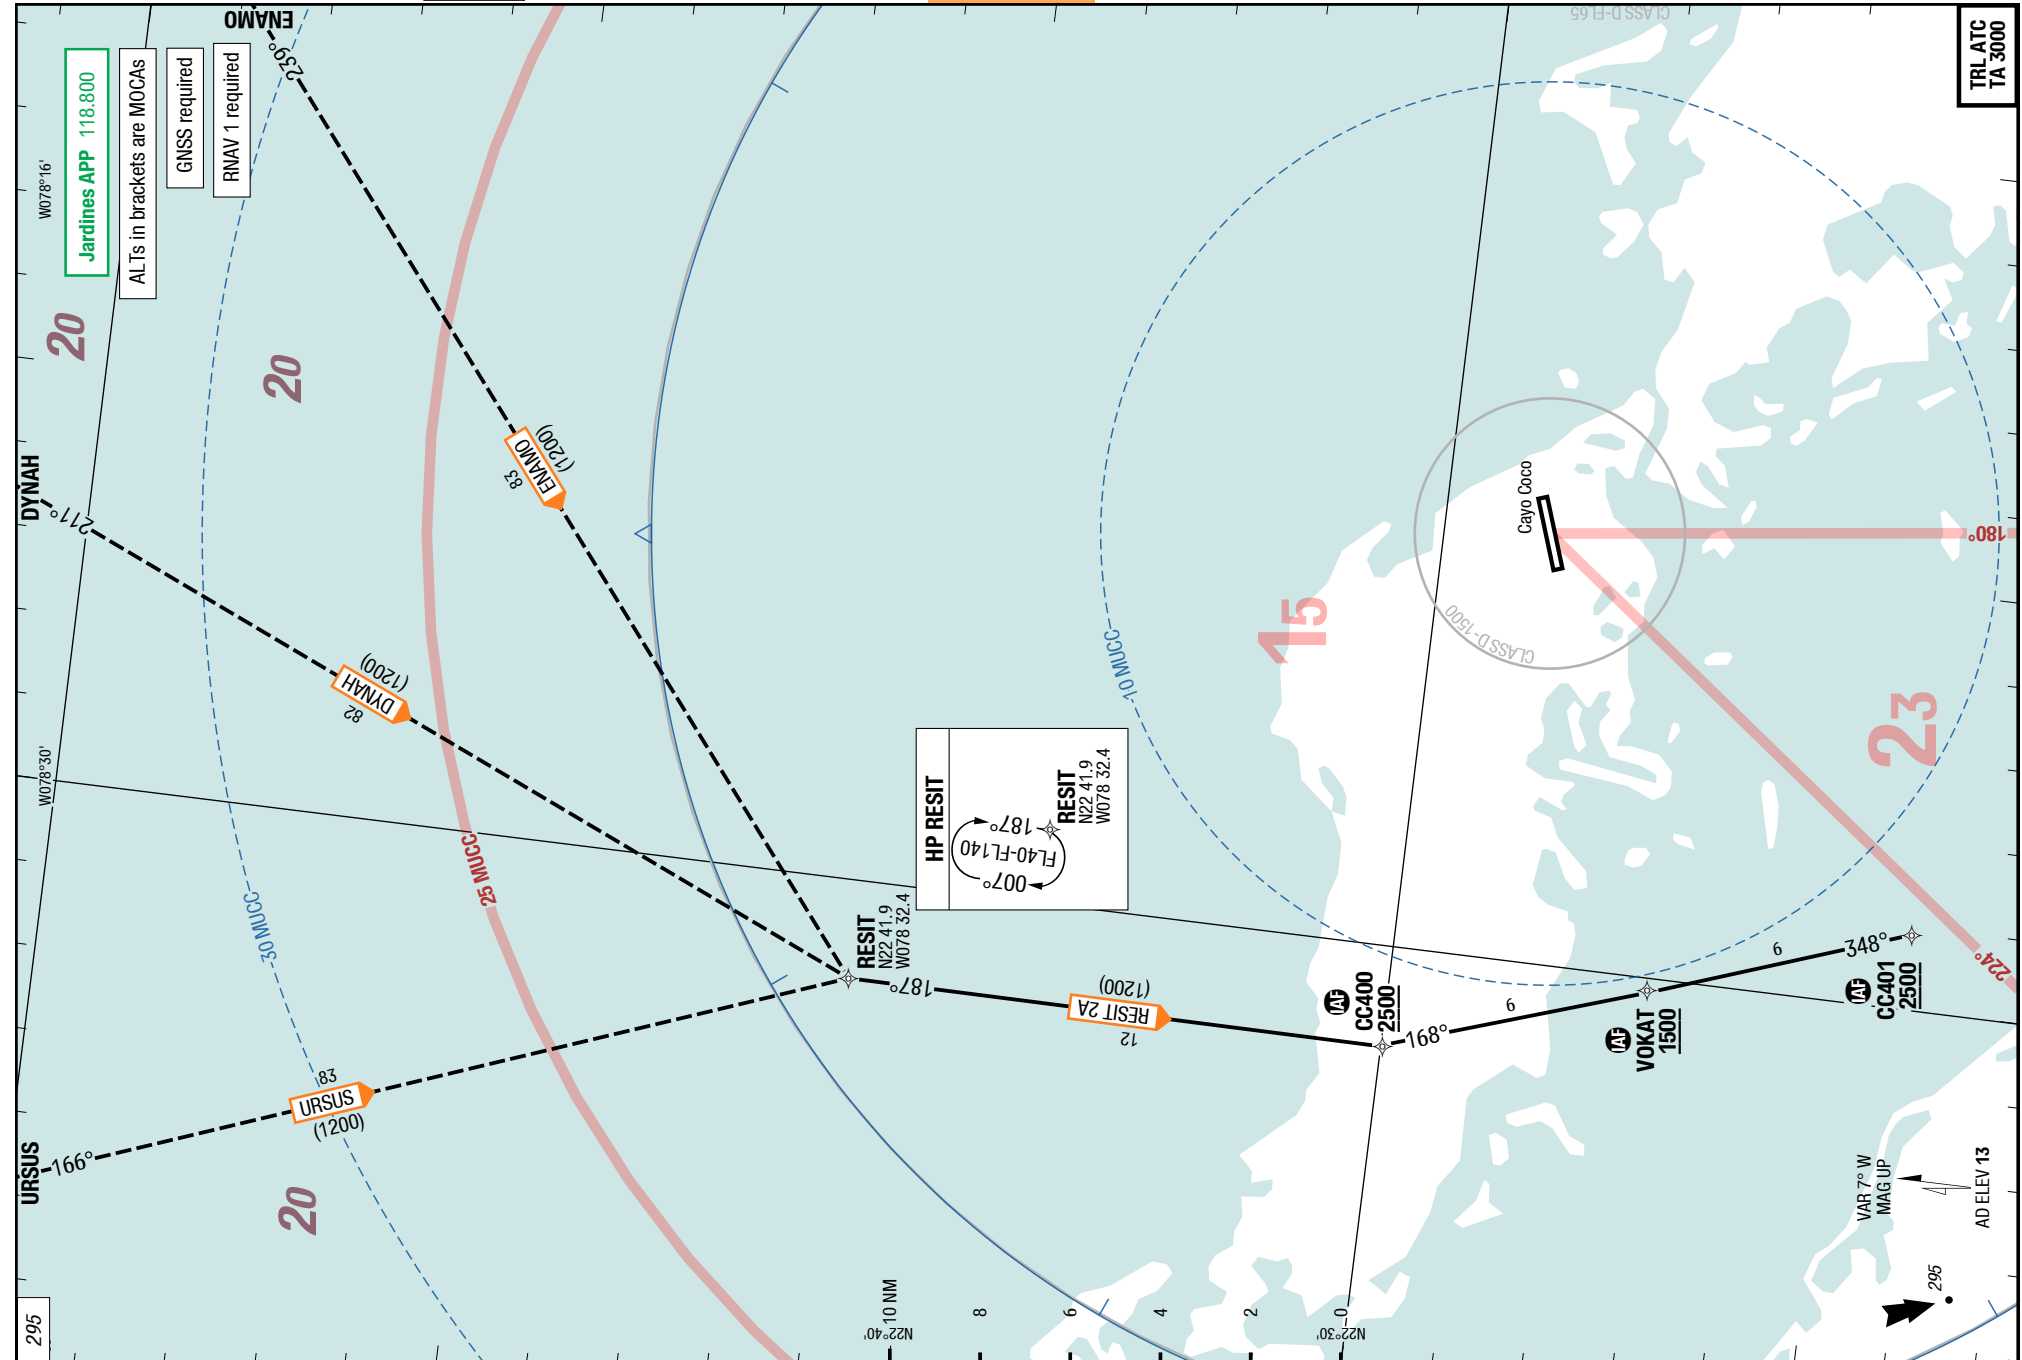 ENAMO
239°
Jardines APP 118.800
ALTs in brackets are MOCAs
GNSS required
RNAV 1 required
W078°16'
CLASS D-FL65
TRL ATC
TA 3000
20
20
DYNAH
211°
ENAMO
83
(1200)
DYNAH
82
(1200)
W078°30'
30 MUCC
25 MUCC
10 MUCC
Cayo Coco
CLASS D-1500
180°
15
23
224°
HP RESIT
187°
FL40-FL140
007°
RESIT
N22 41.9
W078 32.4
RESIT
N22 41.9
W078 32.4
187°
RESIT 2A
12
(1200)
IAF
CC400
2500
168°
6
IAF
VOKAT
1500
6
348°
IAF
CC401
2500
URSUS
166°
URSUS
83
(1200)
20
295
10 NM
8
6
4
2
0
N22°40'
N22°30'
VAR 7° W
MAG UP
AD ELEV 13
295